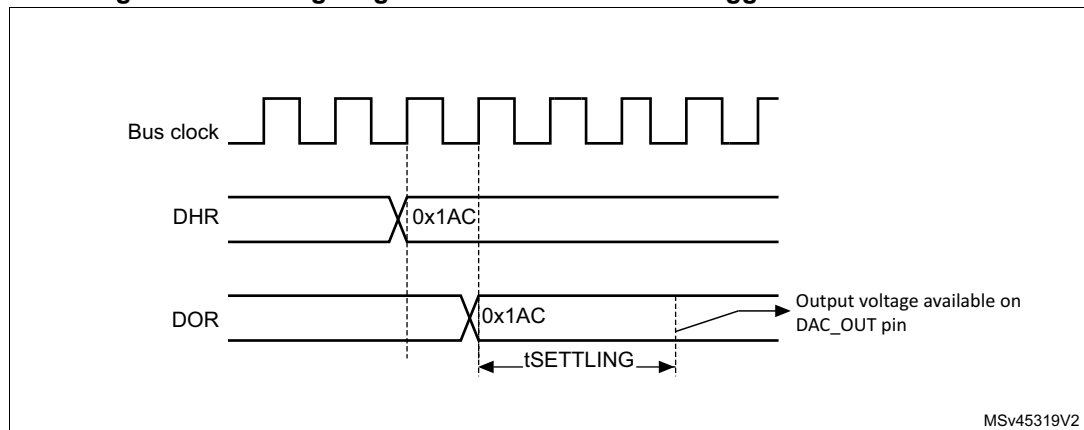 Bus clock
DHR
0x1AC
DOR
0x1AC
Output voltage available on
DAC_OUT pin
tSETTLING
MSv45319V2